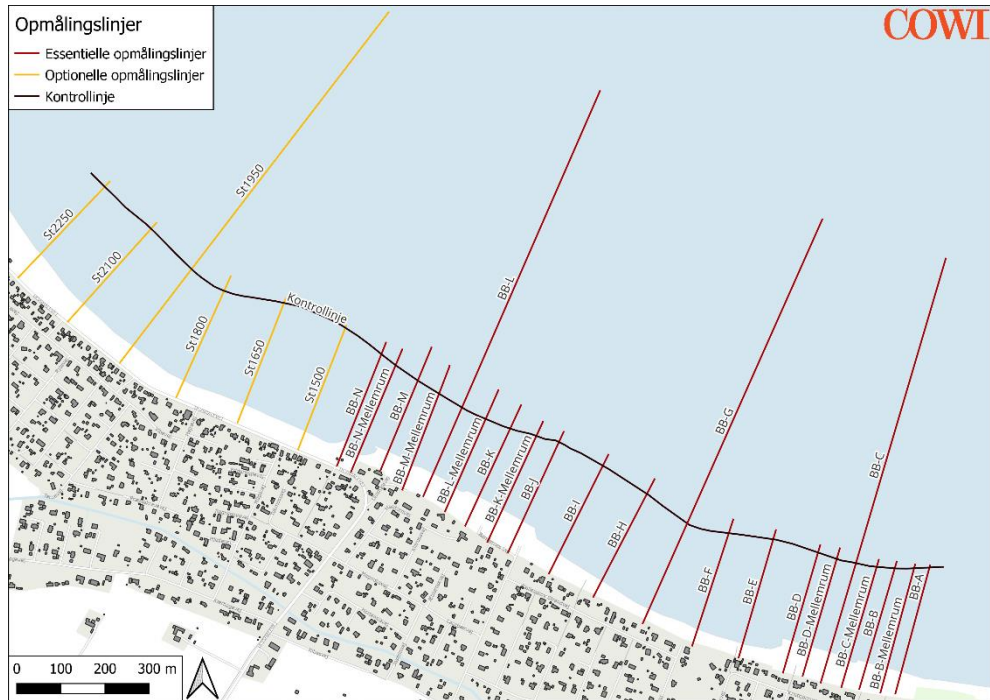 Opmålingslinjer
Essentielle opmålingslinjer
Optionelle opmålingslinjer
Kontrollinje
COWI
St2250
St2100
St1950
St1800
St1650
St1500
Kontrollinje
BB-N
BB-N-Mellemrum
BB-M
BB-M-Mellemrum
BB-L
BB-L-Mellemrum
BB-K
BB-K-Mellemrum
BB-J
BB-I
BB-H
BB-G
BB-F
BB-E
BB-D
BB-D-Mellemrum
BB-C
BB-C-Mellemrum
BB-B
BB-B-Mellemrum
BB-A
0 100 200 300 m